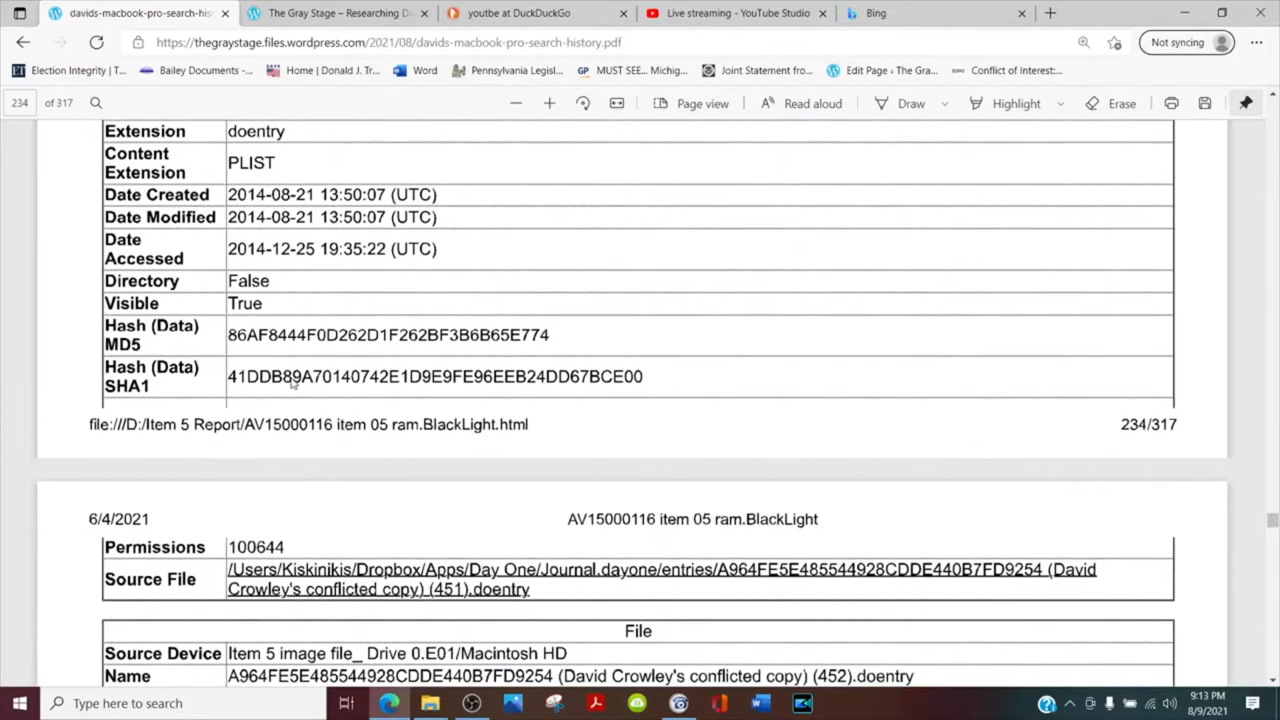 davids-macbook-pro-search-hist
The Gray Stage – Researching Da
youtbe at DuckDuckGo
Live streaming - YouTube Studio
Bing
https://thegraystage.files.wordpress.com/2021/08/davids-macbook-pro-search-history.pdf
Not syncing
Election Integrity | T...
Bailey Documents -...
Home | Donald J. Tr...
Word
Pennsylvania Legisl...
MUST SEE... Michig...
Joint Statement fro...
Edit Page ‹ The Gra...
Conflict of Interest:...
234 of 317
Page view
Read aloud
Draw
Highlight
Erase
Extension doentry
Content
Extension
PLIST
Date Created 2014-08-21 13:50:07 (UTC)
Date Modified 2014-08-21 13:50:07 (UTC)
Date
Accessed
2014-12-25 19:35:22 (UTC)
Directory False
Visible True
Hash (Data)
MD5
86AF8444F0D262D1F262BF3B6B65E774
Hash (Data)
SHA1
41DDB89A70140742E1D9E9FE96EEB24DD67BCE00
file:///D:/Item 5 Report/AV15000116 item 05 ram.BlackLight.html 234/317
6/4/2021 AV15000116 item 05 ram.BlackLight
Permissions 100644
Source File
/Users/Kiskinikis/Dropbox/Apps/Day One/Journal.dayone/entries/A964FE5E485544928CDDE440B7FD9254 (David
Crowley's conflicted copy) (451).doentry
File
Source Device Item 5 image file_ Drive 0.E01/Macintosh HD
Name A964FE5E485544928CDDE440B7FD9254 (David Crowley's conflicted copy) (452).doentry
Type here to search
9:13 PM
8/9/2021